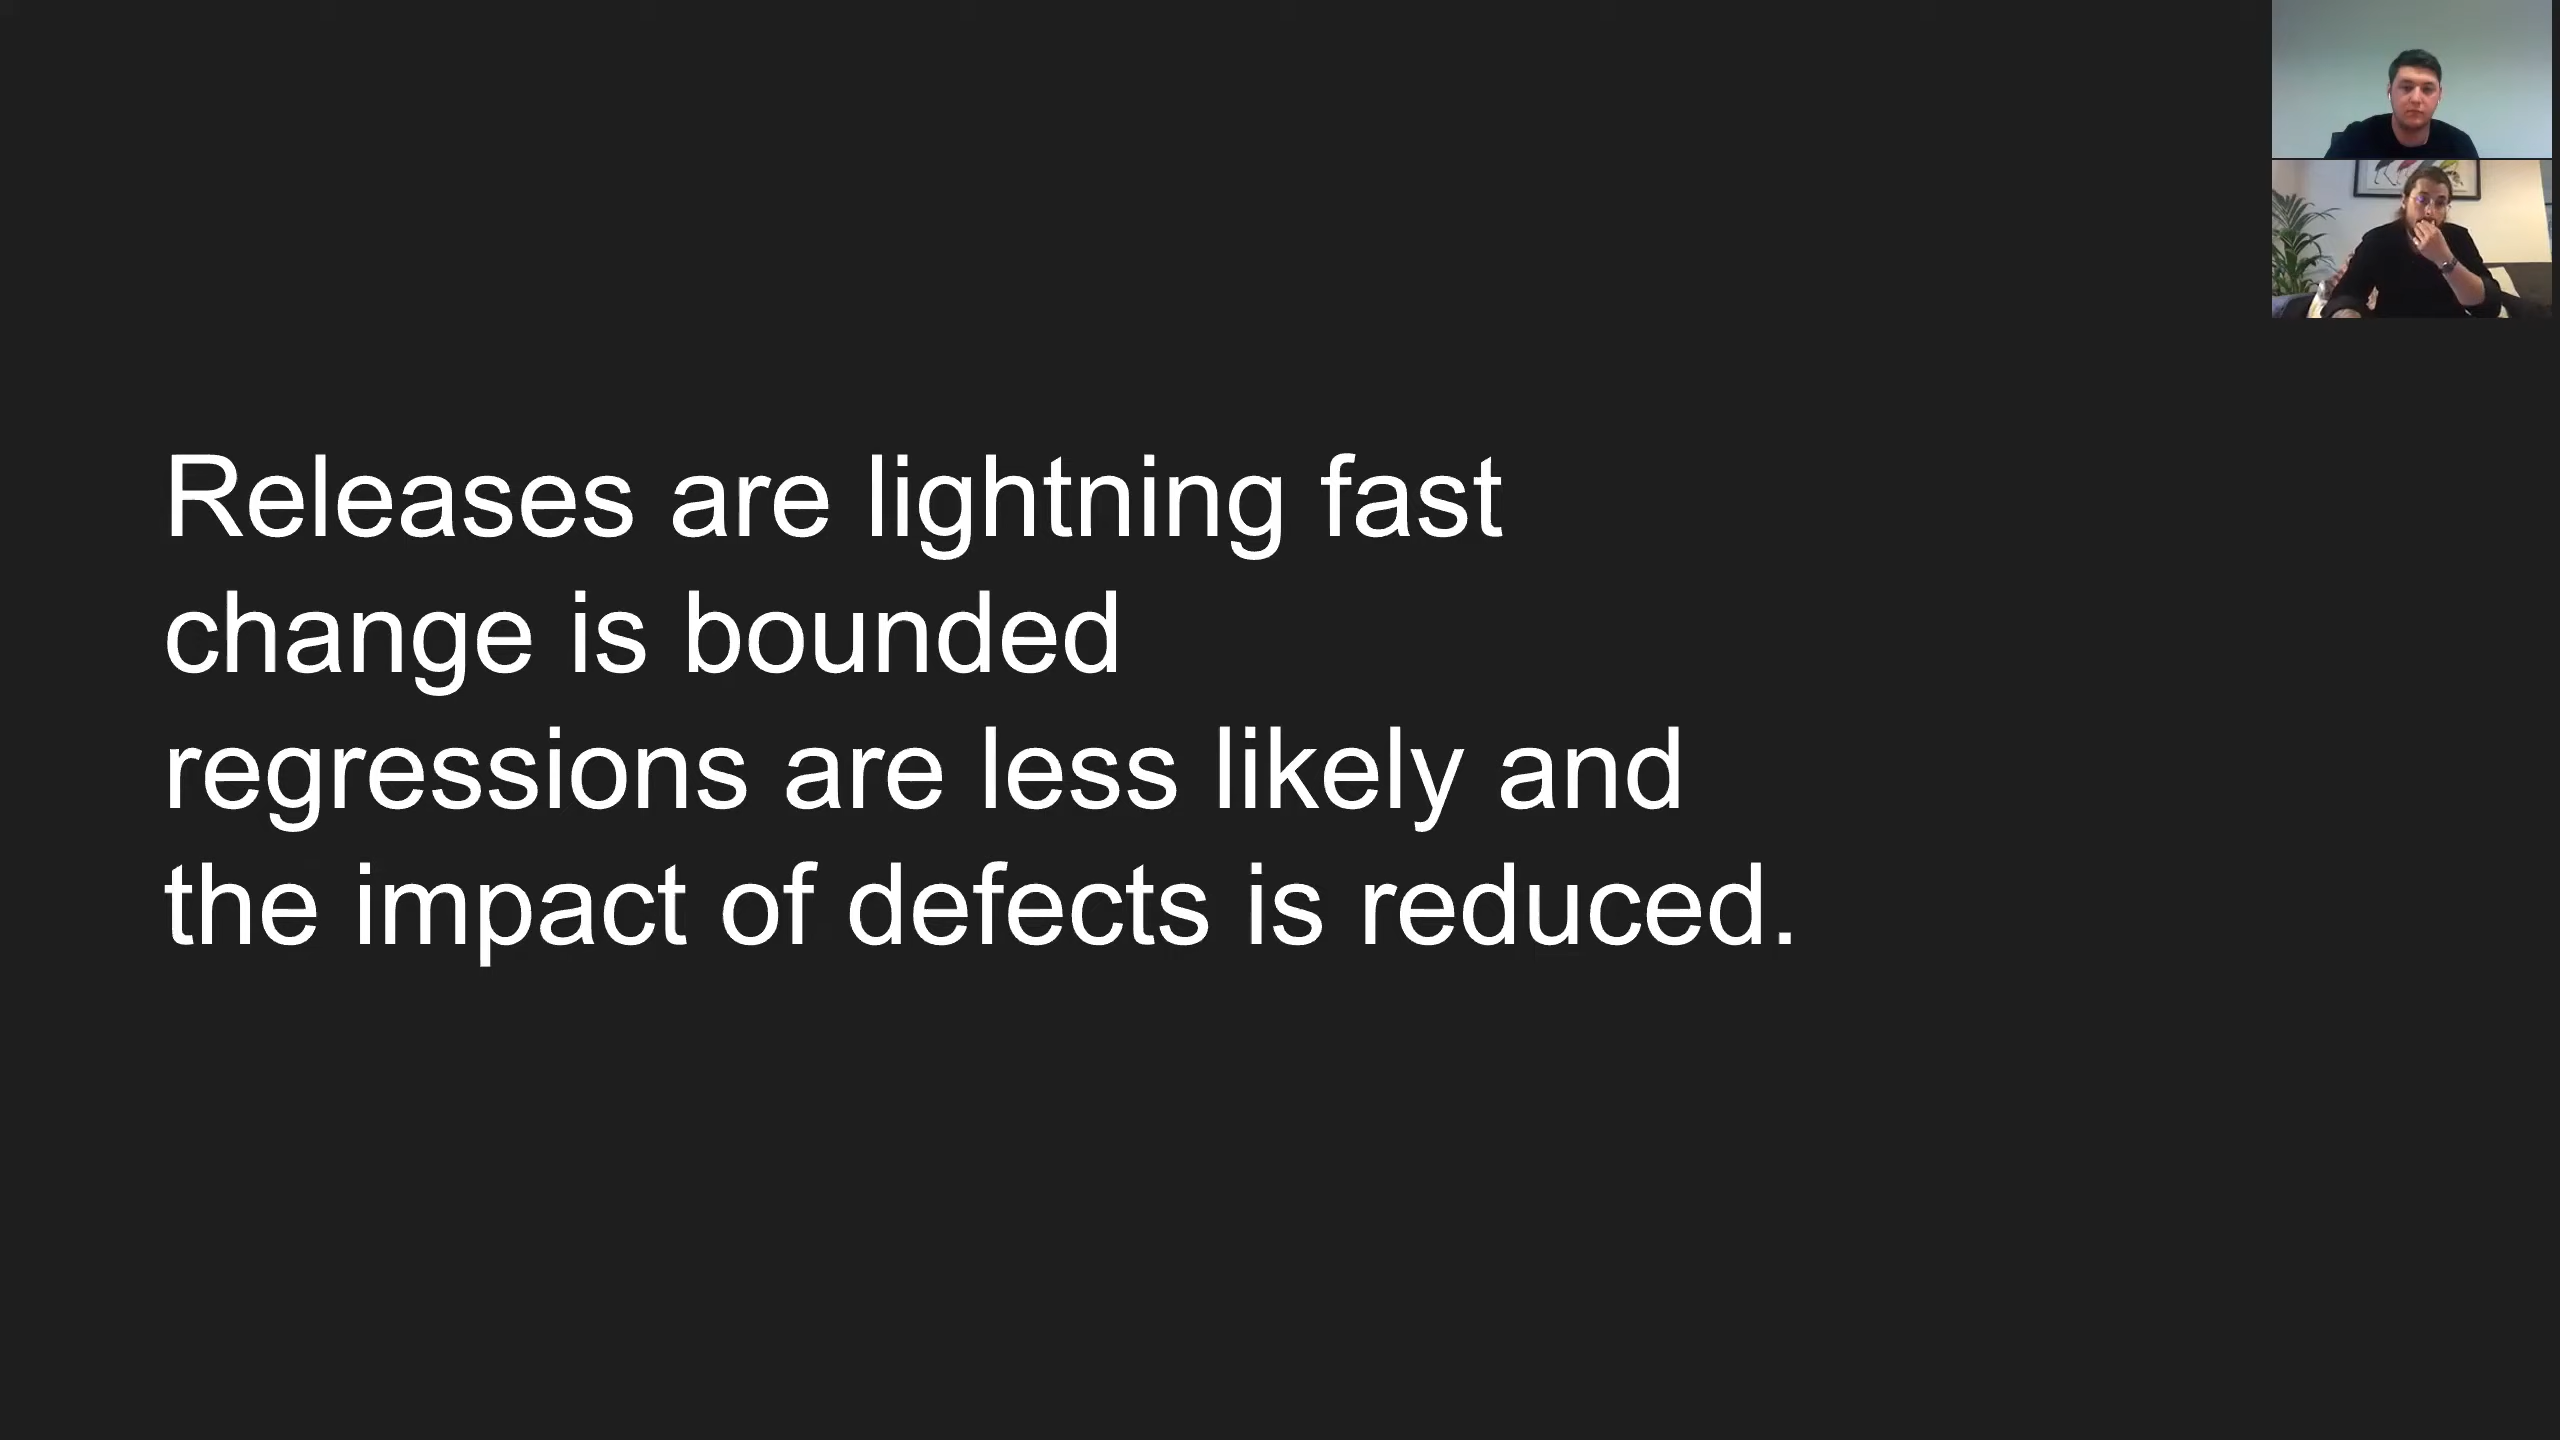 Releases are lightning fast
change is bounded
regressions are less likely and
the impact of defects is reduced.